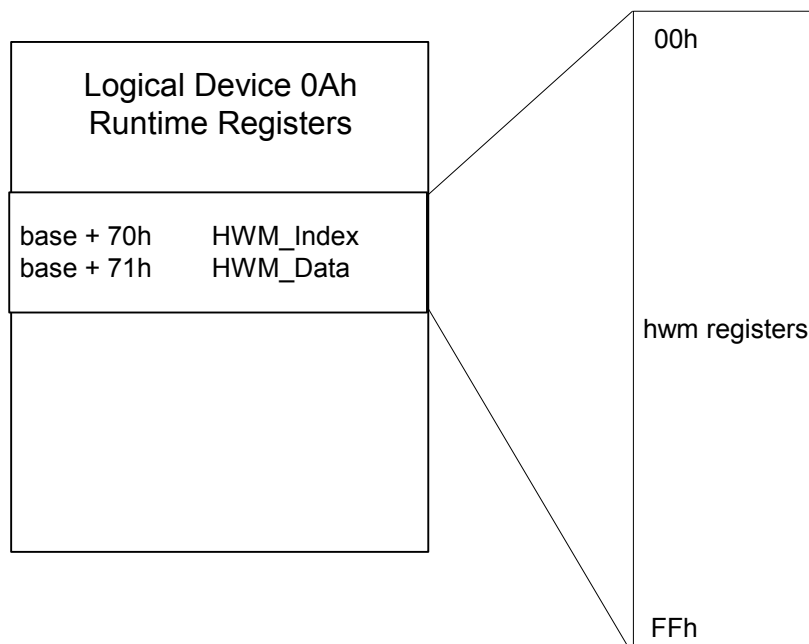 Logical Device 0Ah
Runtime Registers
base + 70h HWM_Index
base + 71h HWM_Data
00h
hwm registers
FFh